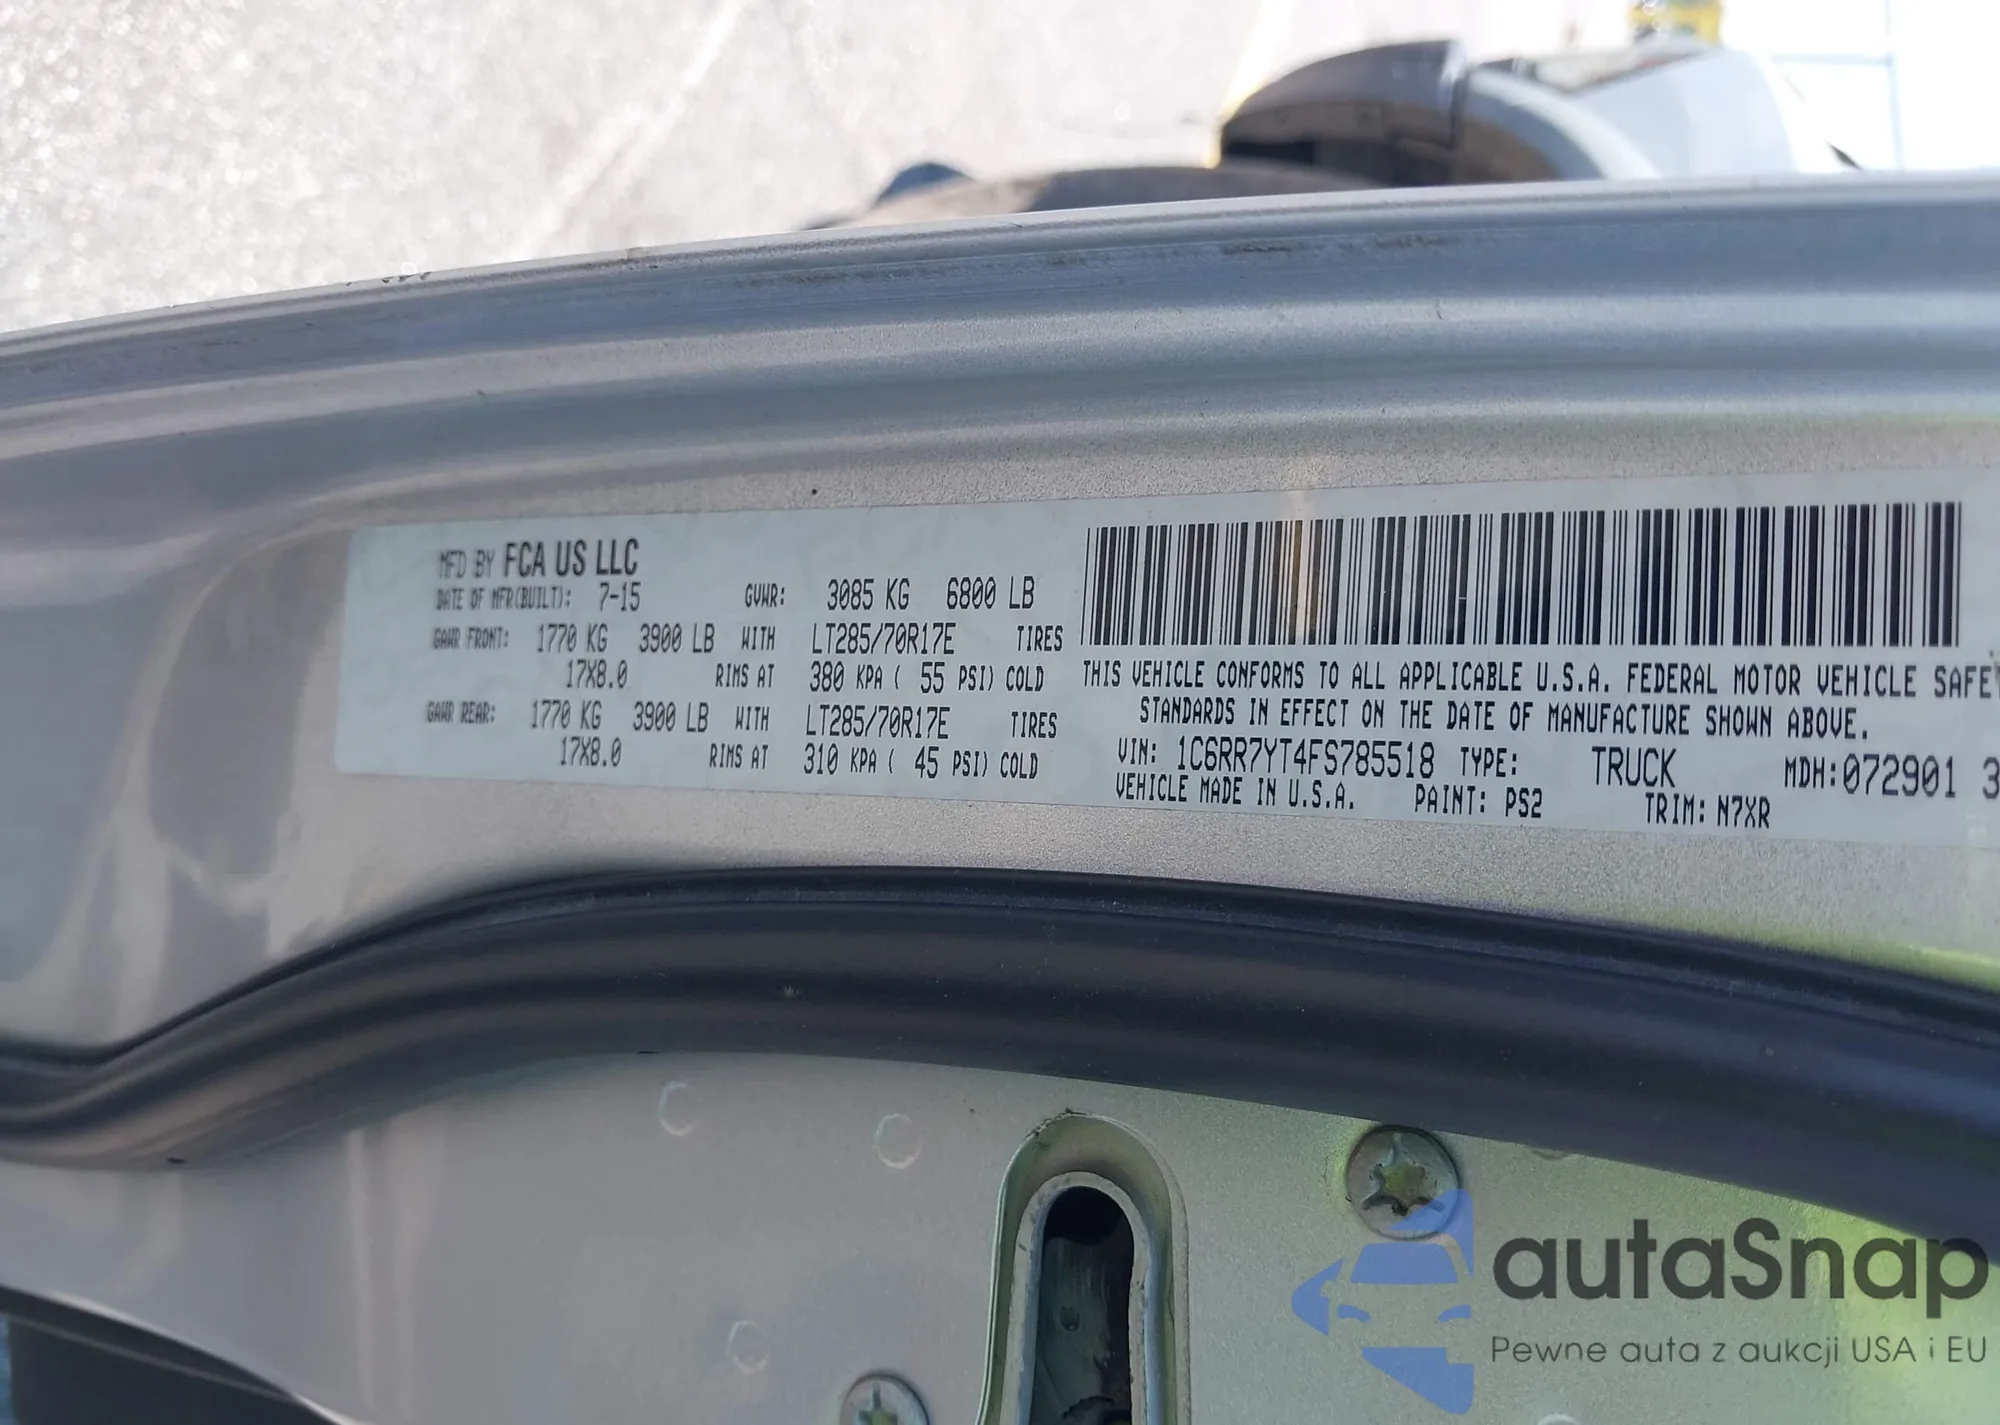 MFD BY FCA US LLC
DATE OF MFR(BUILT): 7-15 GVWR: 3085 KG 6800 LB
GAWR FRONT: 1770 KG 3900 LB WITH LT285/70R17E TIRES
17X8.0 RIMS AT 380 KPA ( 55 PSI) COLD
GAWR REAR: 1770 KG 3900 LB WITH LT285/70R17E TIRES
17X8.0 RIMS AT 310 KPA ( 45 PSI) COLD
THIS VEHICLE CONFORMS TO ALL APPLICABLE U.S.A. FEDERAL MOTOR VEHICLE
STANDARDS IN EFFECT ON THE DATE OF MANUFACTURE SHOWN ABOVE.
VIN: 1C6RR7YT4FS785518 TYPE: TRUCK MDH:072901 3
VEHICLE MADE IN U.S.A. PAINT: PS2 TRIM: N7XR
autaSnap
Pewne auta z aukcji USA i EU